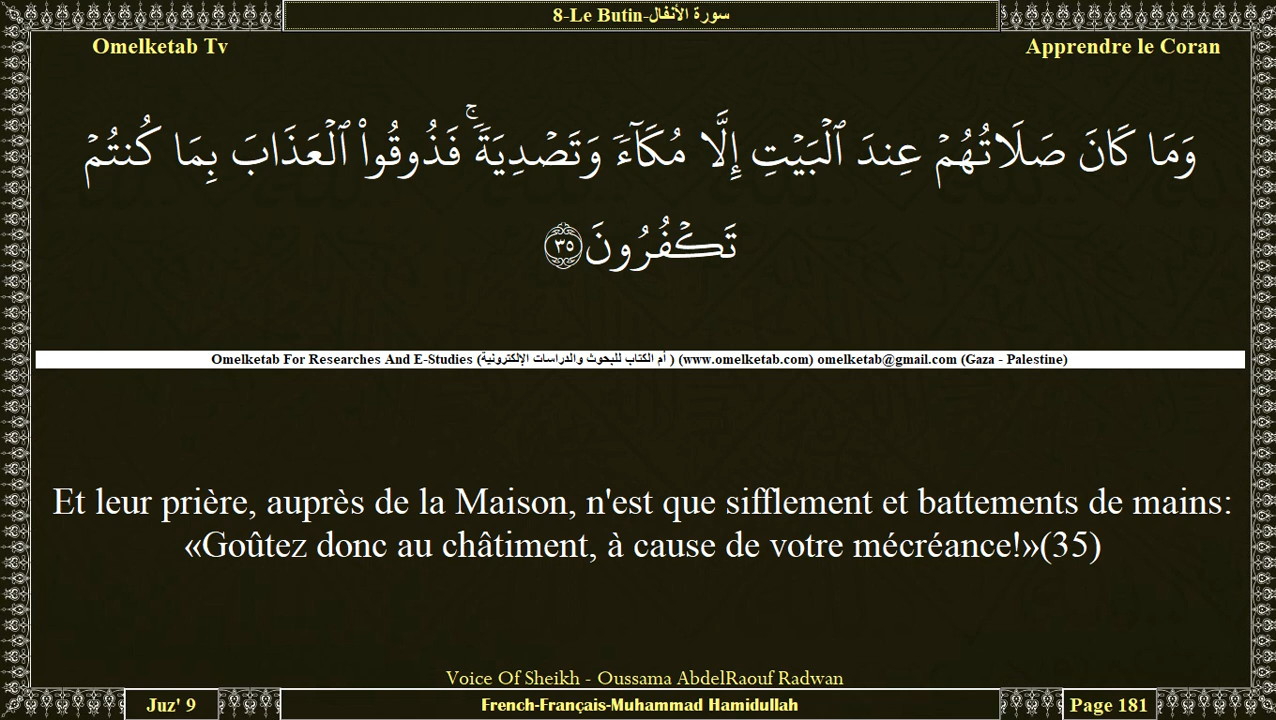 8-Le Butin-سورة الأنفال
Omelketab Tv
Apprendre le Coran
وَمَا كَانَ صَلَاتُهُمۡ عِندَ ٱلۡبَيۡتِ إِلَّا مُكَآءٗ وَتَصۡدِيَةٗۚ فَذُوقُواْ ٱلۡعَذَابَ بِمَا كُنتُمۡ
تَكۡفُرُونَ ٣٥
Omelketab For Researches And E-Studies (أم الكتاب للبحوث والدراسات الإلكترونية ) (www.omelketab.com) omelketab@gmail.com (Gaza - Palestine)
Et leur prière, auprès de la Maison, n'est que sifflement et battements de mains:
«Goûtez donc au châtiment, à cause de votre mécréance!»(35)
Voice Of Sheikh - Oussama AbdelRaouf Radwan
Juz' 9
French-Français-Muhammad Hamidullah
Page 181